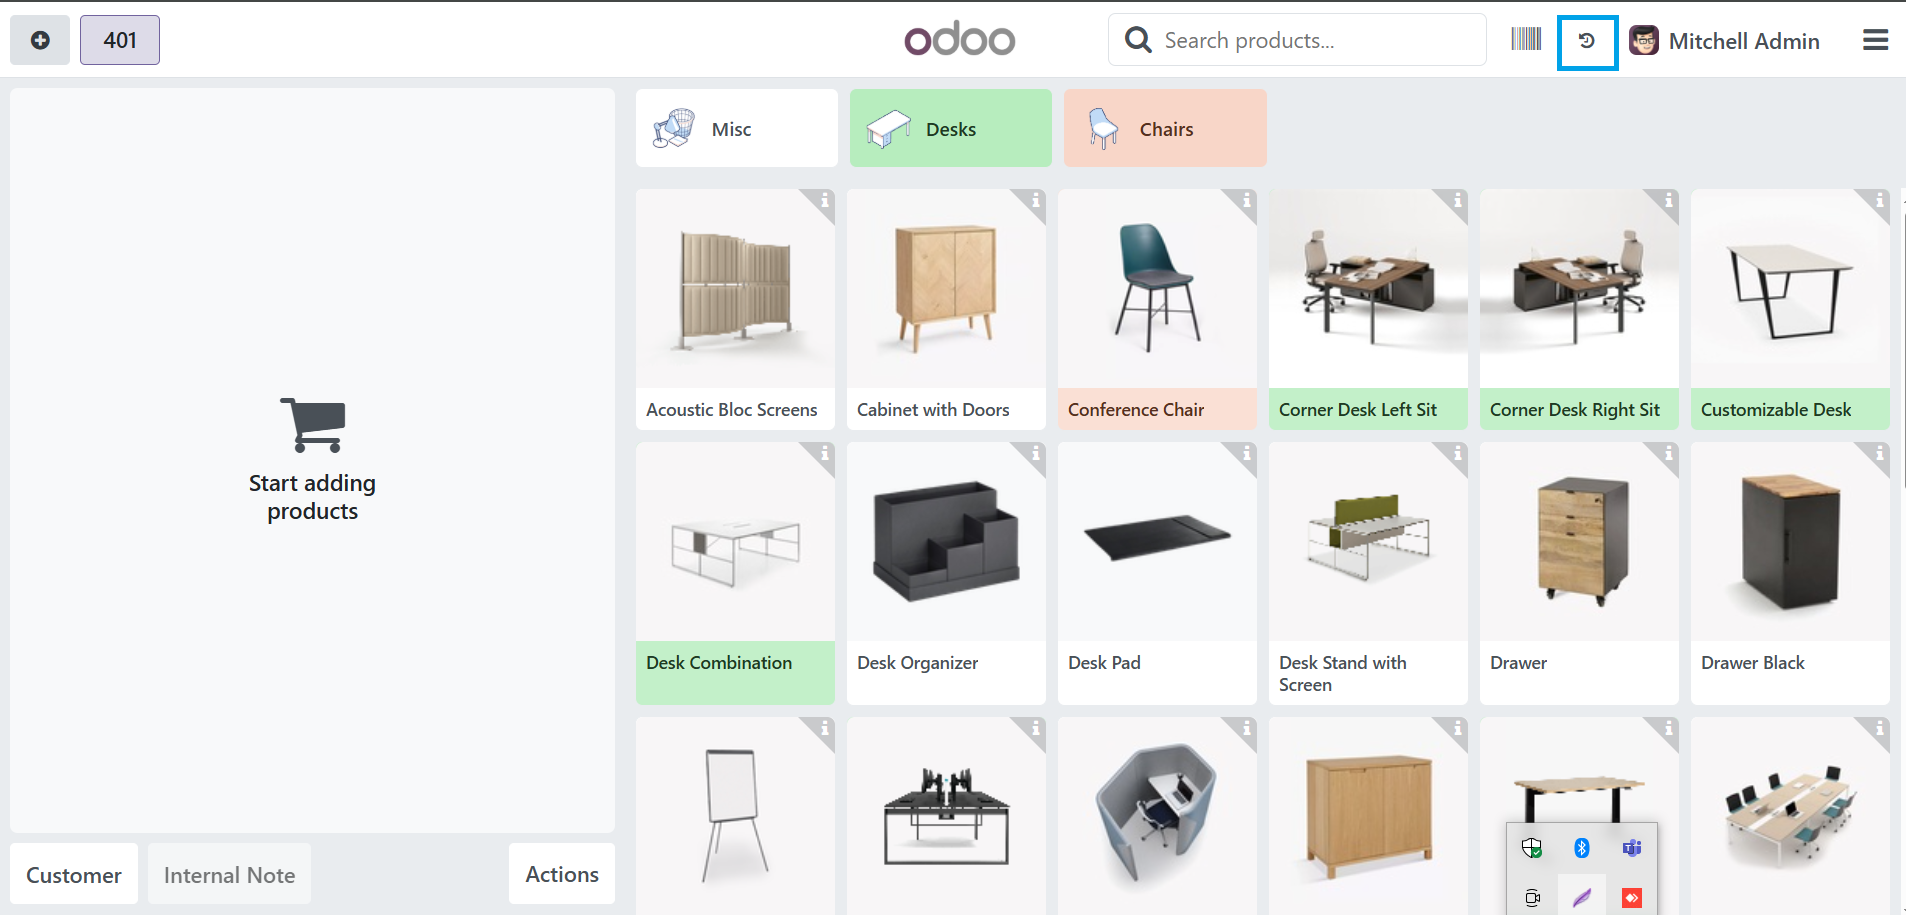 401
odoo
Search products...
Mitchell Admin
Misc
Desks
Chairs
Start adding
products
Acoustic Bloc Screens
Cabinet with Doors
Conference Chair
Corner Desk Left Sit
Corner Desk Right Sit
Customizable Desk
Desk Combination
Desk Organizer
Desk Pad
Desk Stand with
Screen
Drawer
Drawer Black
Customer
Internal Note
Actions